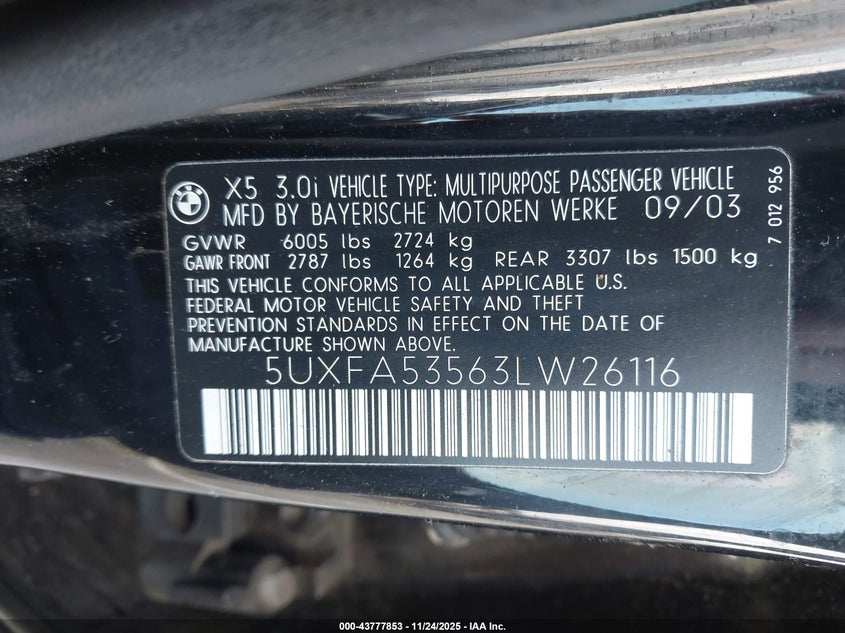 X5 3.0i VEHICLE TYPE: MULTIPURPOSE PASSENGER VEHICLE
MFD BY BAYERISCHE MOTOREN WERKE 09/03
GVWR 6005 lbs 2724 kg
GAWR FRONT 2787 lbs 1264 kg REAR 3307 lbs 1500 kg
THIS VEHICLE CONFORMS TO ALL APPLICABLE U.S.
FEDERAL MOTOR VEHICLE SAFETY AND THEFT
PREVENTION STANDARDS IN EFFECT ON THE DATE OF
MANUFACTURE SHOWN ABOVE.
5UXFA53563LW26116
7 012 956
000-43777853 - 11/24/2025 - IAA Inc.